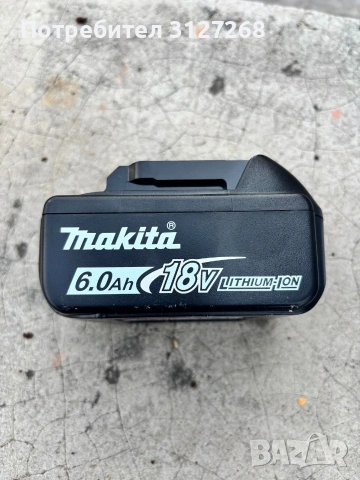 Потребител 3127268
makita®
6.0Ah 18V LITHIUM-ION
BAZAR